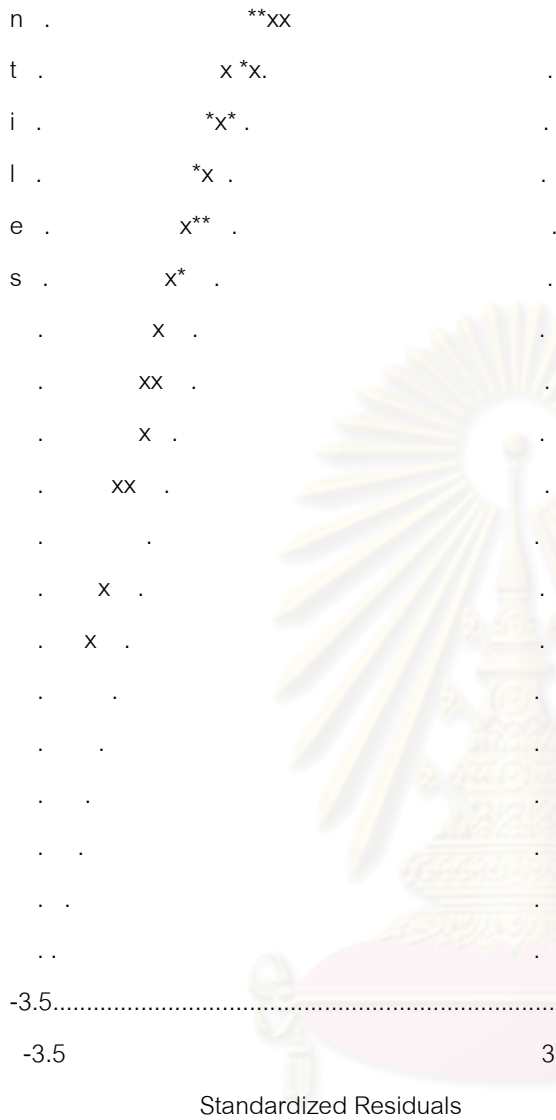 n . **xx
t . x *x. .
i . *x* . .
l . *x . .
e . x** . .
s . x* . .
. x . .
. xx . .
. x . .
. xx . .
. . .
. x . .
. x . .
. . .
. . .
. . .
. . .
. . .
. . .
-3.5..........................................................................
-3.5 3
Standardized Residuals